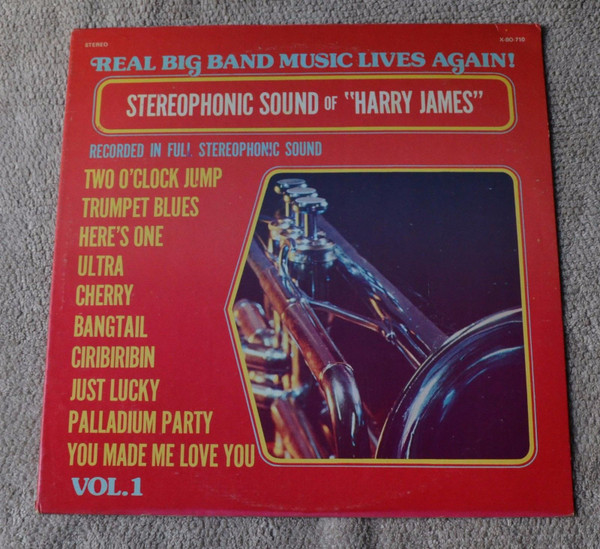 STEREO
X-SO-710
REAL BIG BAND MUSIC LIVES AGAIN!
STEREOPHONIC SOUND OF "HARRY JAMES"
RECORDED IN FULL STEREOPHONIC SOUND
TWO O'CLOCK JUMP
TRUMPET BLUES
HERE'S ONE
ULTRA
CHERRY
BANGTAIL
CIRIBIRIBIN
JUST LUCKY
PALLADIUM PARTY
YOU MADE ME LOVE YOU
VOL.1